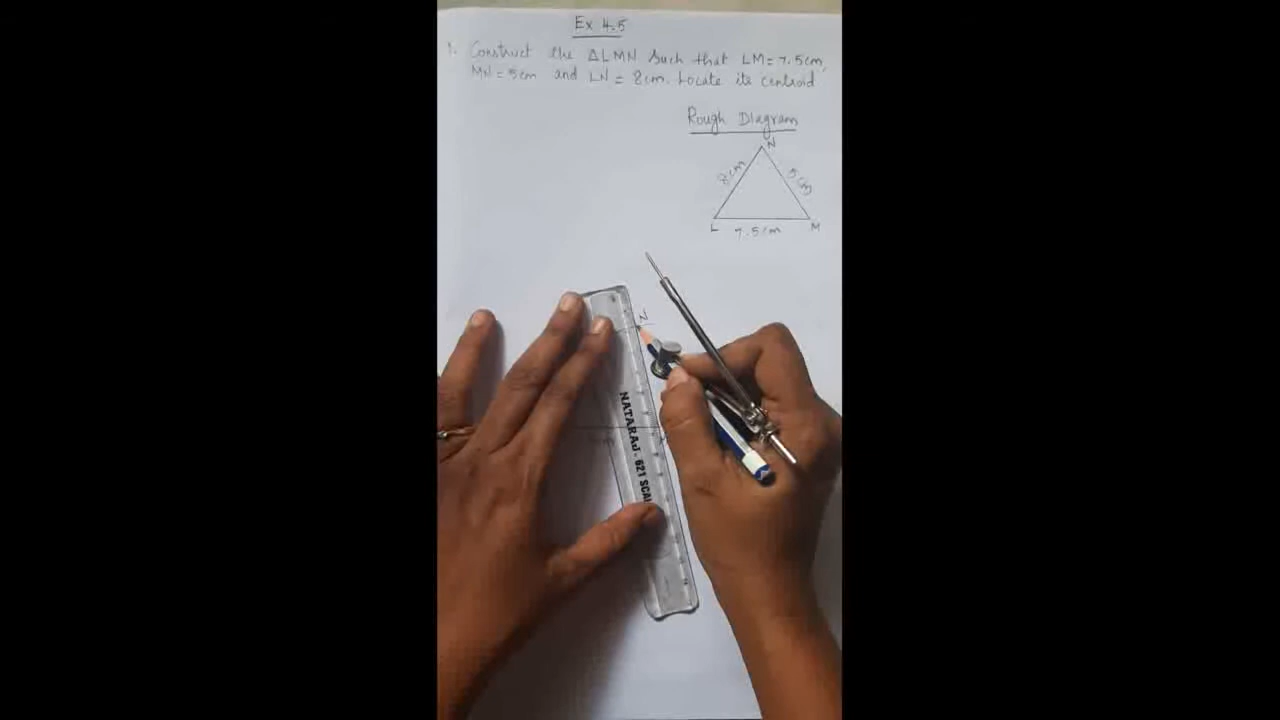 Ex 4.5
1. Construct the ΔLMN such that LM = 7.5cm,
MN = 5cm and LN = 8cm. Locate its centroid
Rough Diagram
N
8cm
5cm
L
M
7.5cm
N
NATARAJ - 621 SCAL